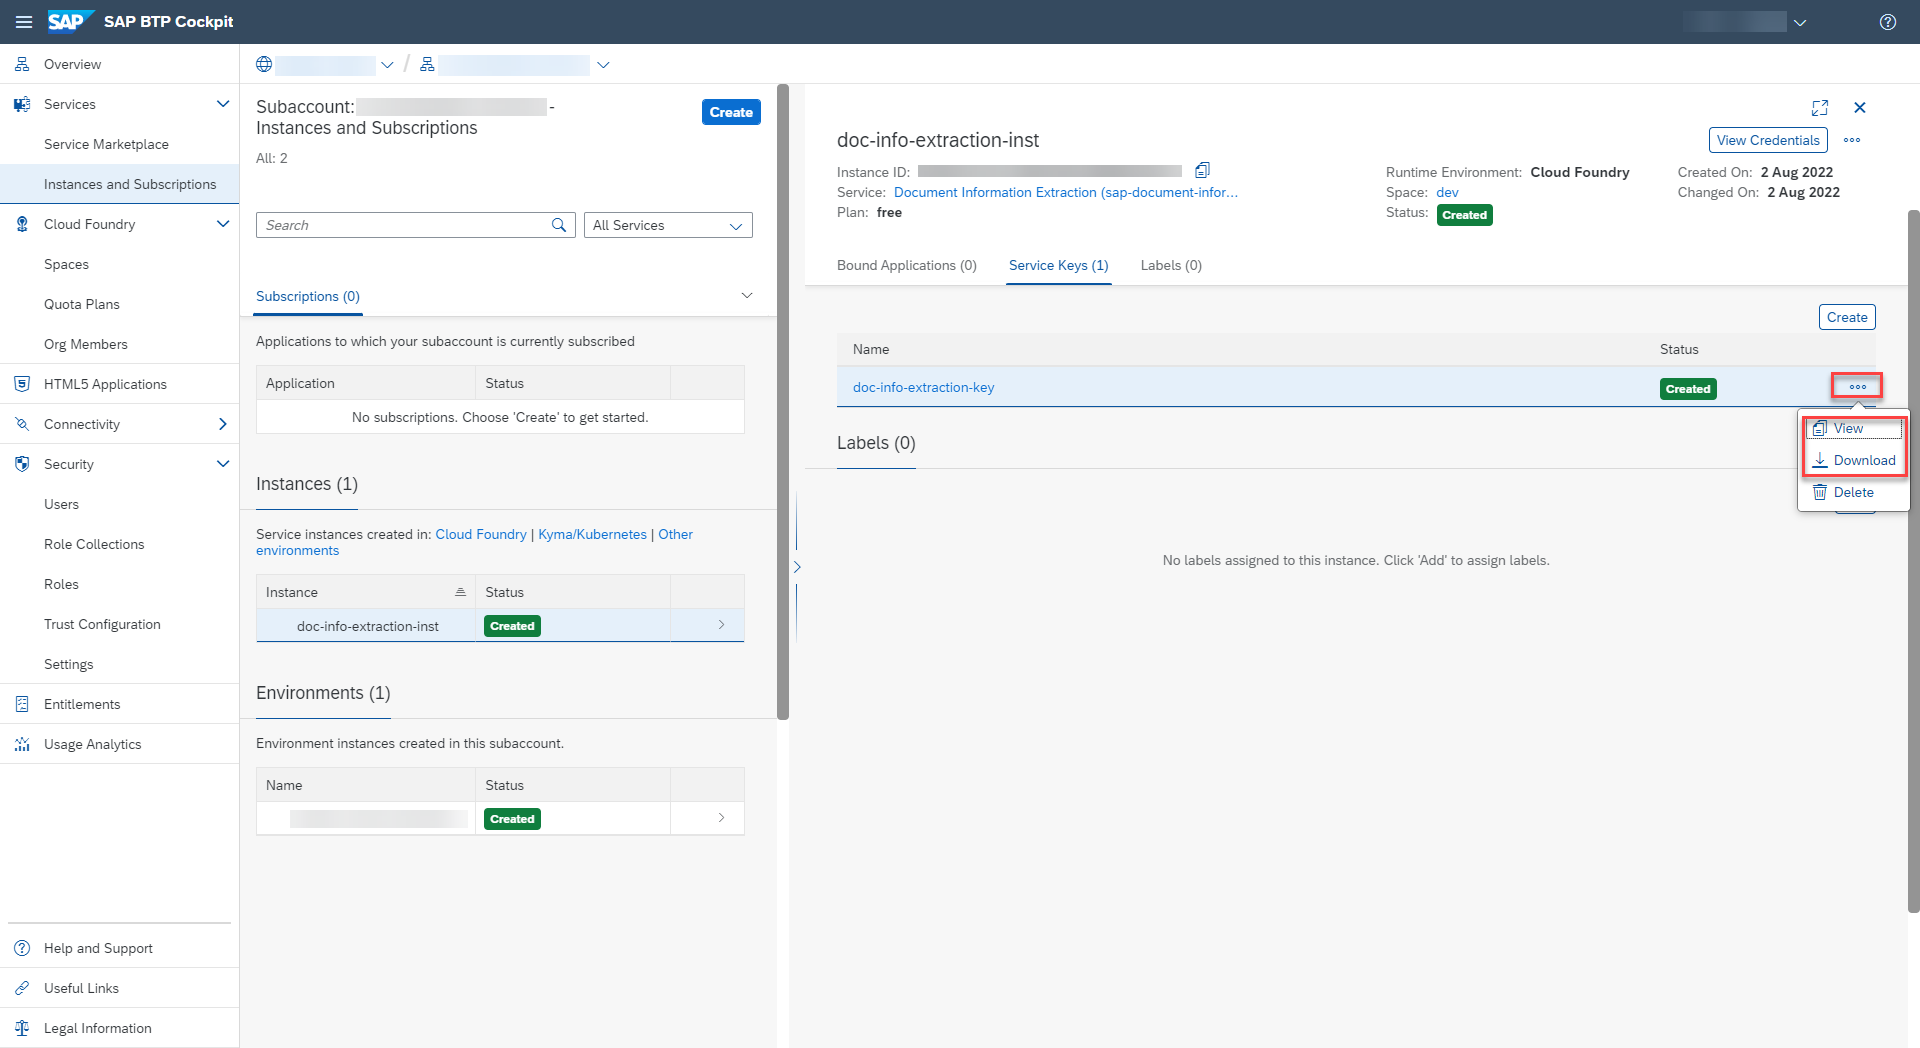 SAP SAP BTP Cockpit
Overview
Services
Service Marketplace
Instances and Subscriptions
Cloud Foundry
Spaces
Quota Plans
Org Members
HTML5 Applications
Connectivity
Security
Users
Role Collections
Roles
Trust Configuration
Settings
Entitlements
Usage Analytics
Help and Support
Useful Links
Legal Information
/
Subaccount: -
Instances and Subscriptions
Create
All: 2
Search
All Services
Subscriptions (0)
Applications to which your subaccount is currently subscribed
Application Status
No subscriptions. Choose 'Create' to get started.
Instances (1)
Service instances created in: Cloud Foundry | Kyma/Kubernetes | Other
environments
Instance Status
doc-info-extraction-inst Created
Environments (1)
Environment instances created in this subaccount.
Name Status
Created
doc-info-extraction-inst
View Credentials
Instance ID:
Service: Document Information Extraction (sap-document-infor...
Plan: free
Runtime Environment: Cloud Foundry
Space: dev
Status: Created
Created On: 2 Aug 2022
Changed On: 2 Aug 2022
Bound Applications (0) Service Keys (1) Labels (0)
Create
Name Status
doc-info-extraction-key Created
View
Download
Delete
Labels (0)
No labels assigned to this instance. Click 'Add' to assign labels.